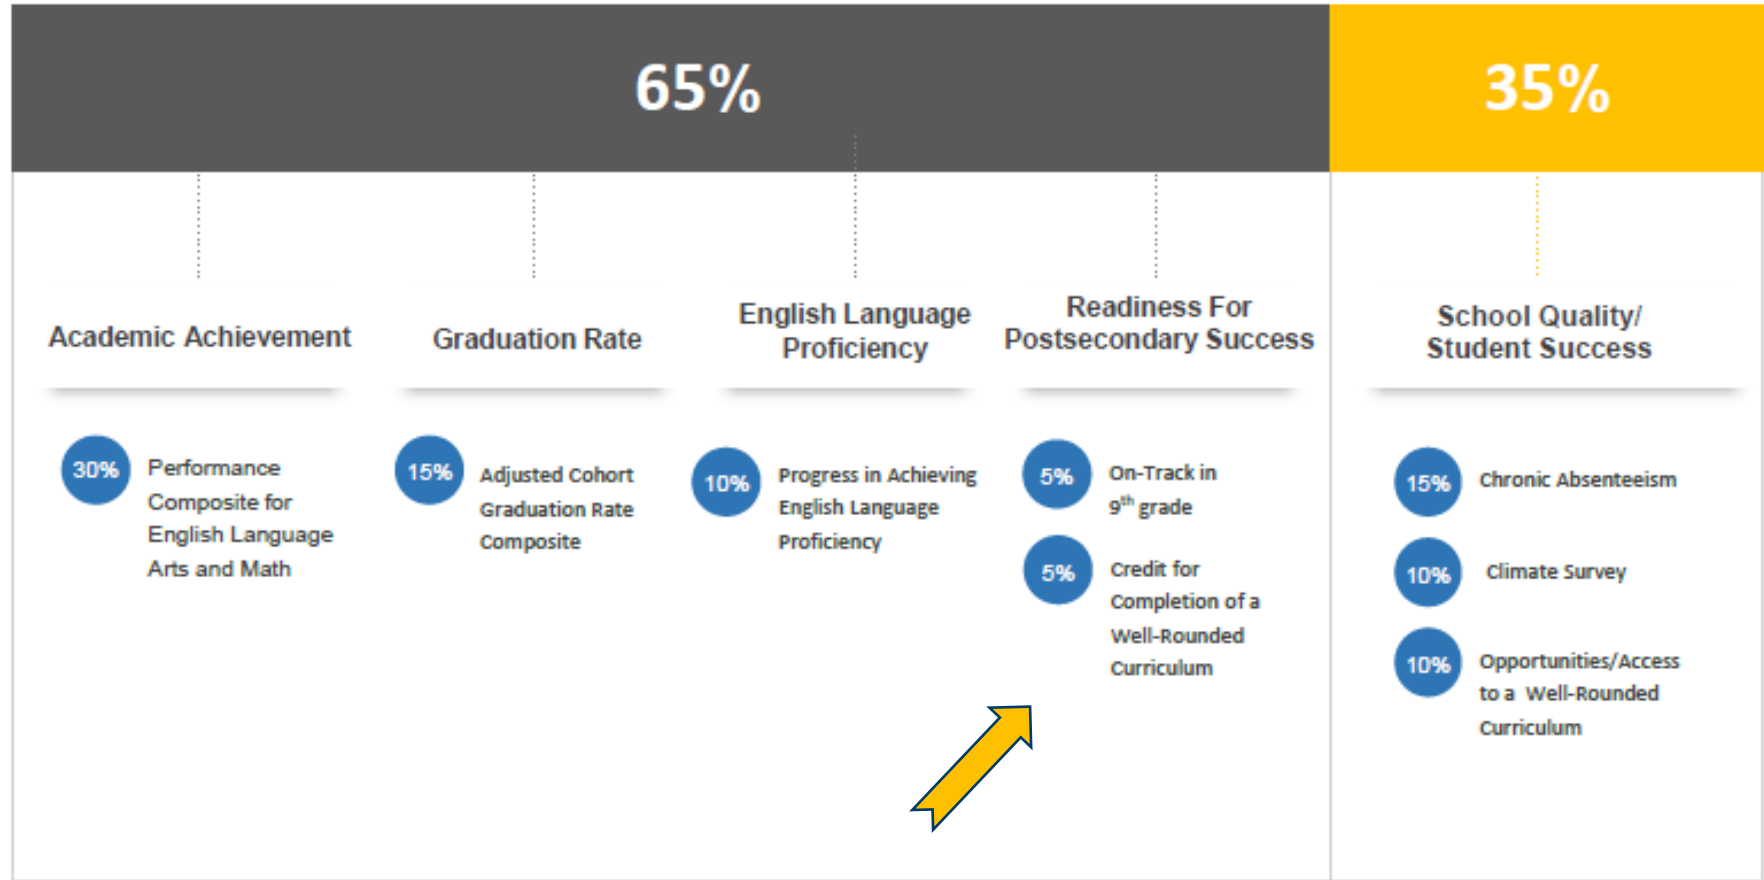 65%
35%
Academic Achievement
30%
Performance
Composite for
English Language
Arts and Math
Graduation Rate
15%
Adjusted Cohort
Graduation Rate
Composite
English Language
Proficiency
10%
Progress in Achieving
English Language
Proficiency
Readiness For
Postsecondary Success
5%
On-Track in
9th grade
5%
Credit for
Completion of a
Well-Rounded
Curriculum
School Quality/
Student Success
15%
Chronic Absenteeism
10%
Climate Survey
10%
Opportunities/Access
to a Well-Rounded
Curriculum